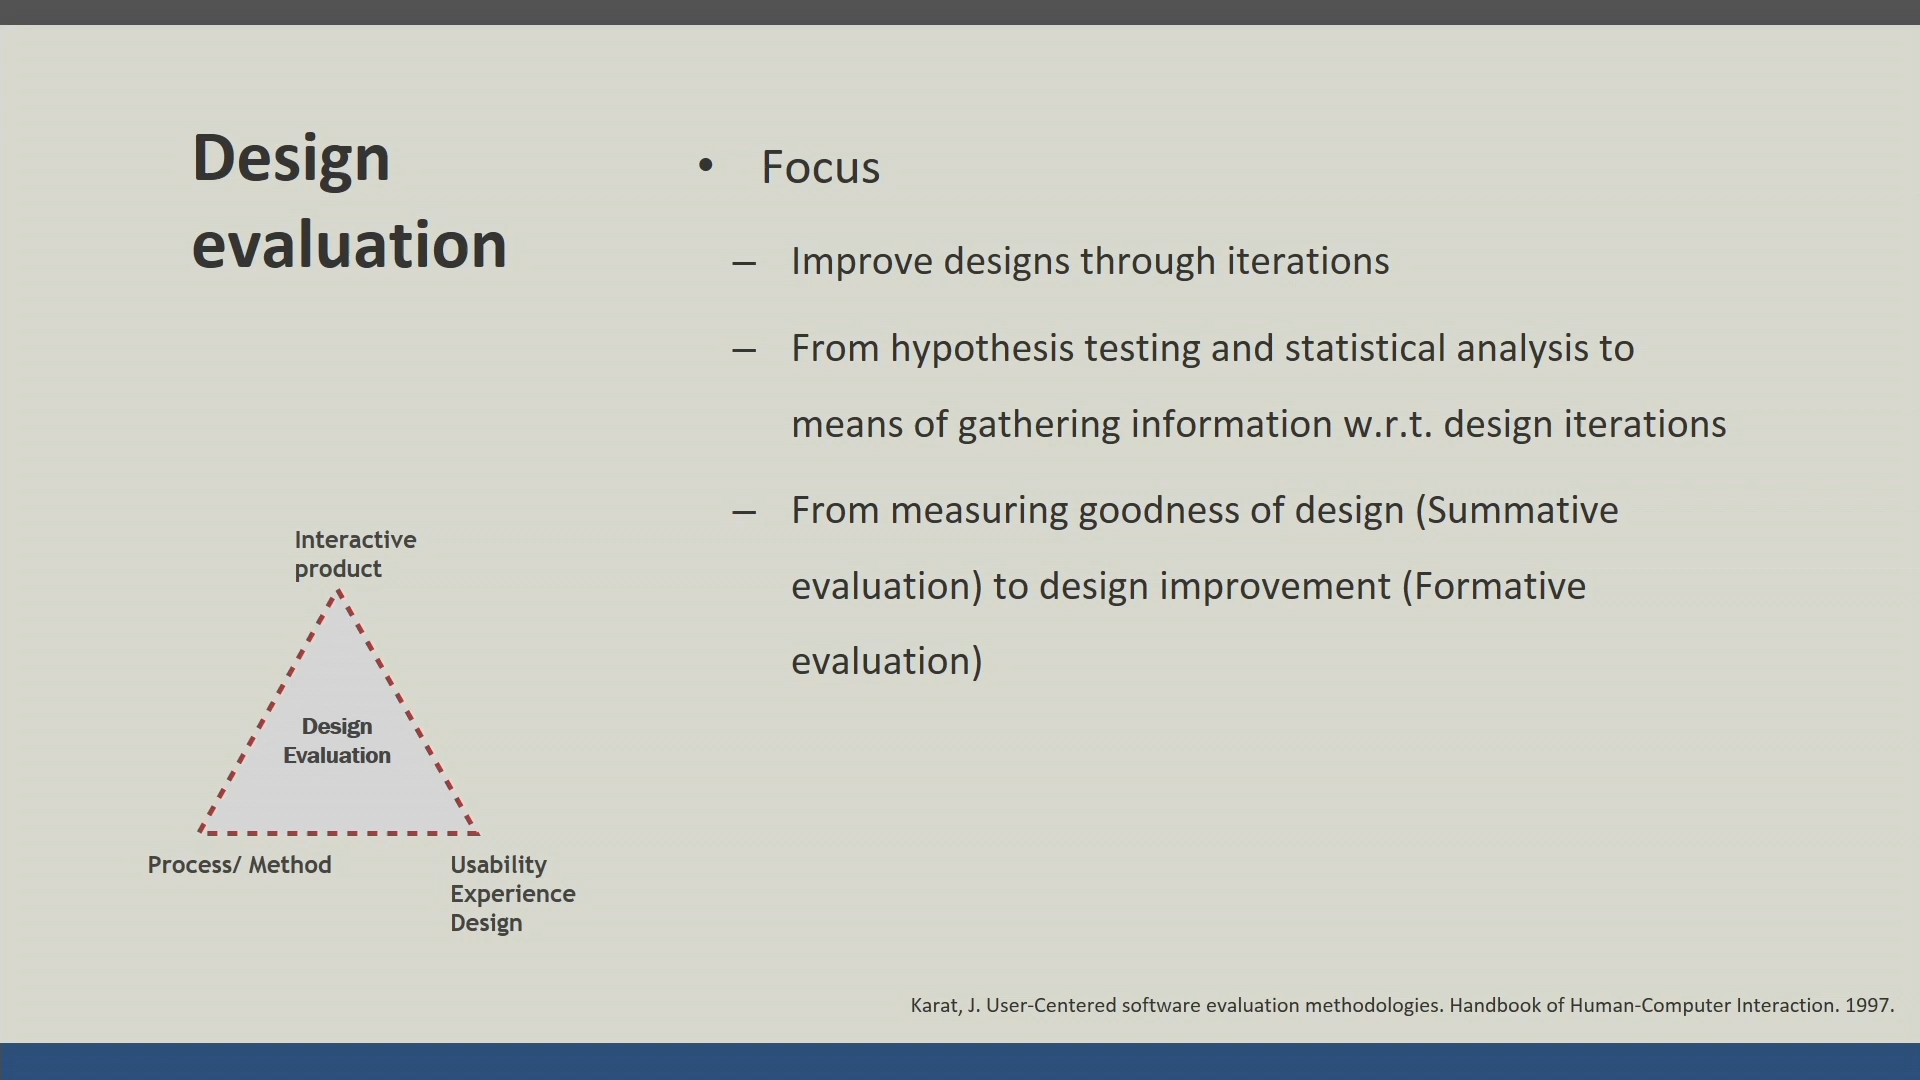 Design
evaluation
• Focus
– Improve designs through iterations
– From hypothesis testing and statistical analysis to
means of gathering information w.r.t. design iterations
– From measuring goodness of design (Summative
evaluation) to design improvement (Formative
evaluation)
Interactive
product
Design
Evaluation
Process/ Method
Usability
Experience
Design
Karat, J. User-Centered software evaluation methodologies. Handbook of Human-Computer Interaction. 1997.